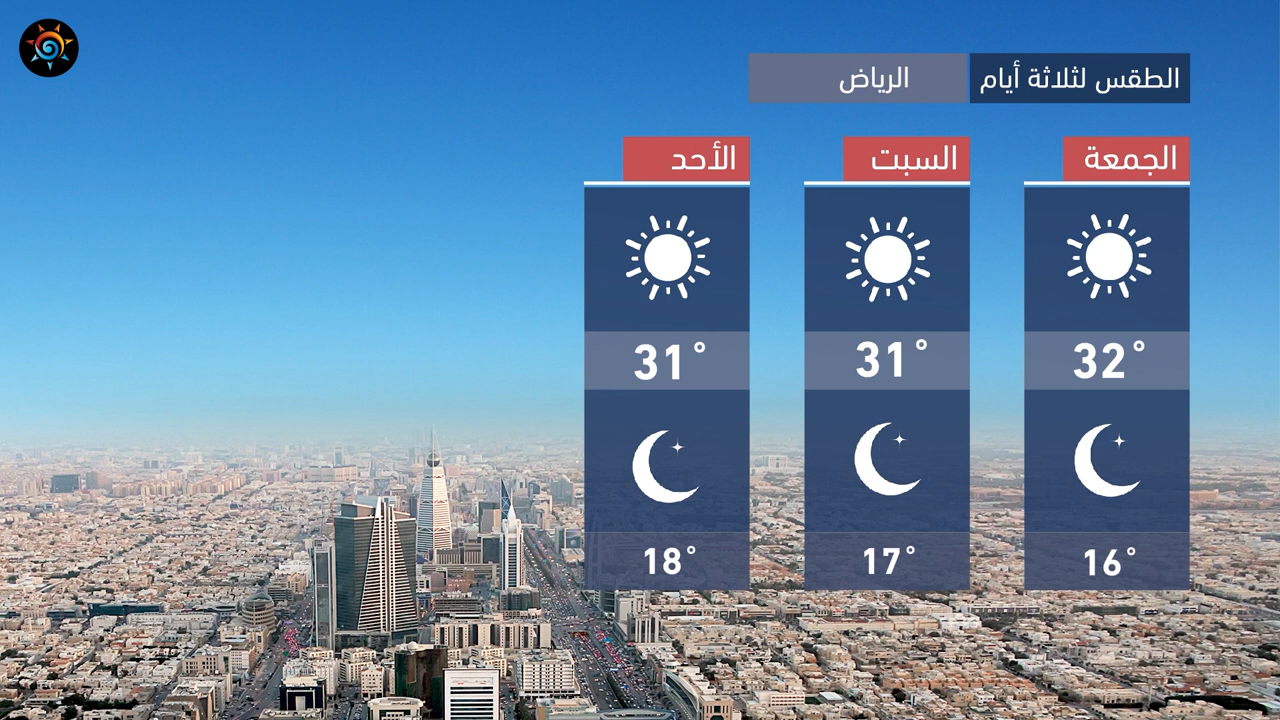 الطقس لثلاثة أيام
الرياض
الجمعة
السبت
الأحد
32°
31°
31°
16°
17°
18°